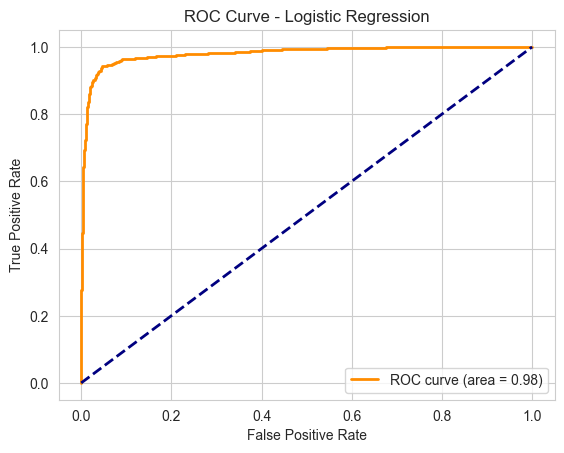 ROC Curve - Logistic Regression
True Positive Rate
1.0
0.8
0.6
0.4
0.2
0.0
ROC curve (area = 0.98)
0.0 0.2 0.4 0.6 0.8 1.0
False Positive Rate